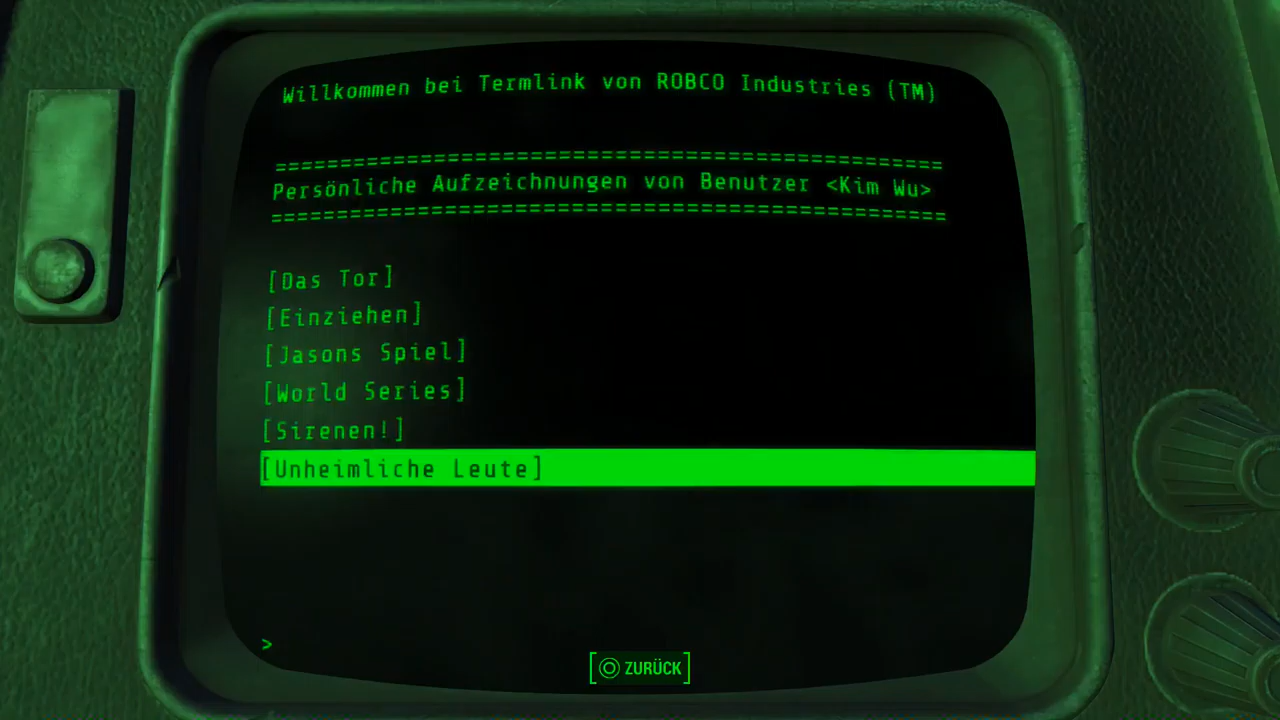 Willkommen bei Termlink von ROBCO Industries (TM)
==================================================
Persönliche Aufzeichnungen von Benutzer <Kim Wu>
==================================================
[Das Tor]
[Einziehen]
[Jasons Spiel]
[World Series]
[Sirenen!]
[Unheimliche Leute]
>
[◎ ZURÜCK]